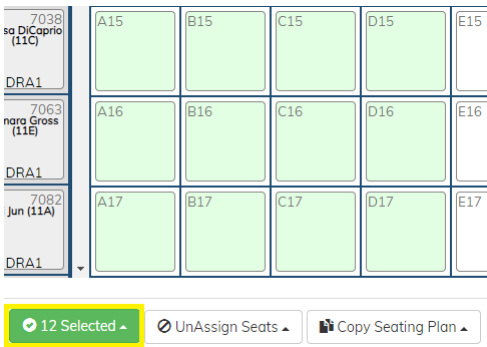 7038
sa DiCaprio
(11C)
DRA1
A15 B15 C15 D15 E15
7063
nara Gross
(11E)
DRA1
A16 B16 C16 D16 E16
7082
Jun (11A)
DRA1
A17 B17 C17 D17 E17
12 Selected UnAssign Seats Copy Seating Plan